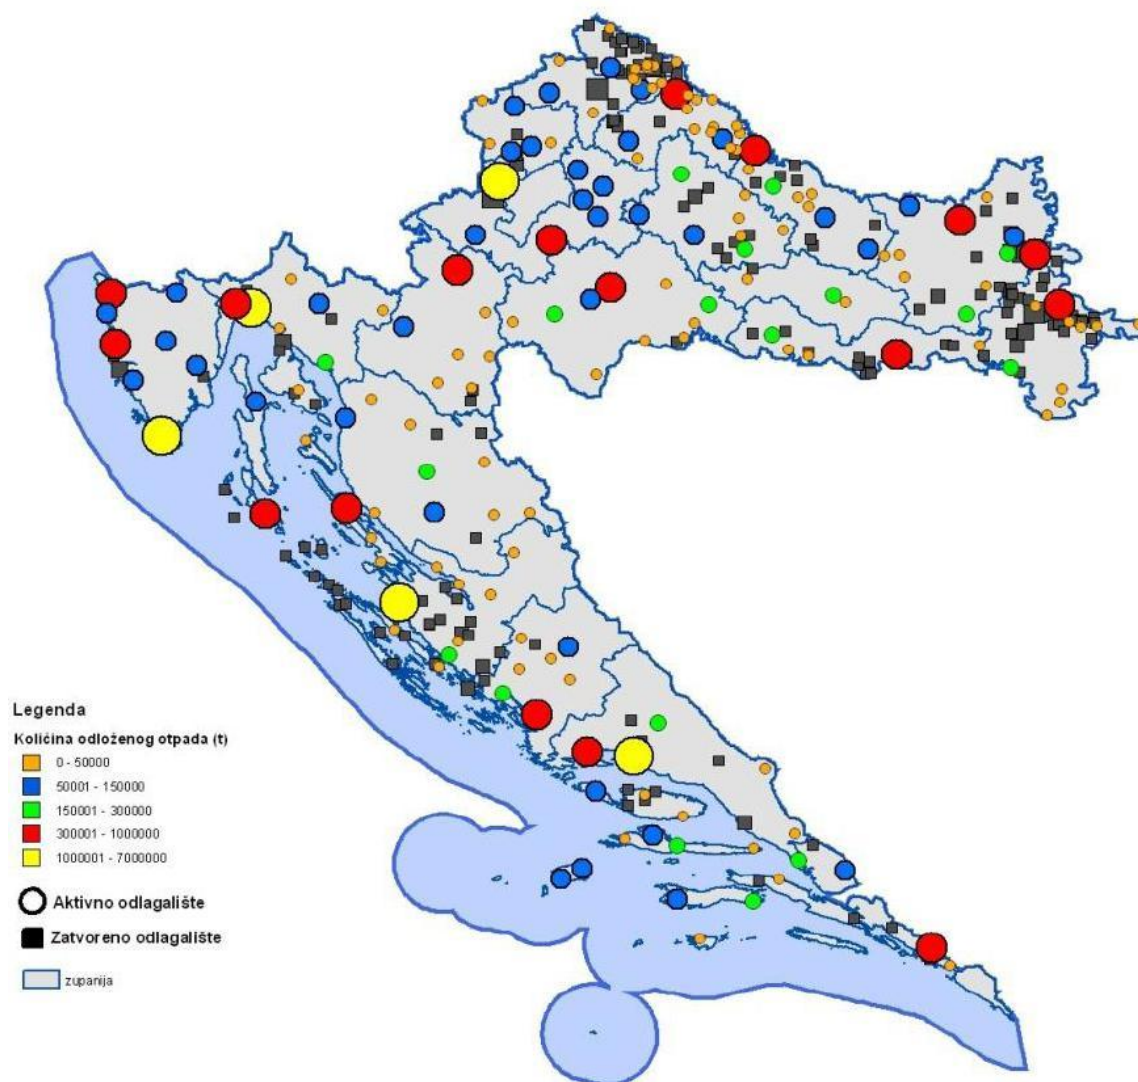 Legenda
Količina odloženog otpada (t)
0 - 50000
50001 - 150000
150001 - 300000
300001 - 1000000
1000001 - 7000000
Aktivno odlagalište
Zatvoreno odlagalište
zupanija